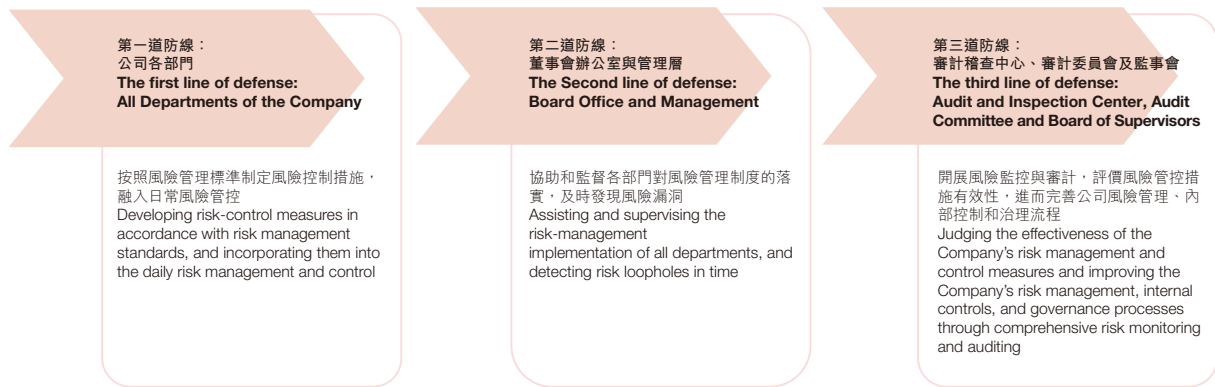 第一道防線：
公司各部門
The first line of defense:
All Departments of the Company
按照風險管理標準制定風險控制措施，
融入日常風險管控
Developing risk-control measures in
accordance with risk management
standards, and incorporating them into
the daily risk management and control
第二道防線：
董事會辦公室與管理層
The Second line of defense:
Board Office and Management
協助和監督各部門對風險管理制度的落
實，及時發現風險漏洞
Assisting and supervising the
risk-management
implementation of all departments, and
detecting risk loopholes in time
第三道防線：
審計稽查中心、審計委員會及監事會
The third line of defense:
Audit and Inspection Center, Audit
Committee and Board of Supervisors
開展風險監控與審計，評價風險管控措
施有效性，進而完善公司風險管理、內
部控制和治理流程
Judging the effectiveness of the
Company’s risk management and
control measures and improving the
Company’s risk management, internal
controls, and governance processes
through comprehensive risk monitoring
and auditing